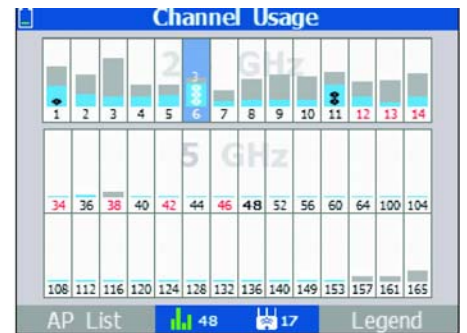 Channel Usage
2 GHz
3
1 2 3 4 5 6 7 8 9 10 11 12 13 14
5 GHz
34 36 38 40 42 44 46 48 52 56 60 64 100 104
108 112 116 120 124 128 132 136 140 149 153 157 161 165
AP List 48 17 Legend